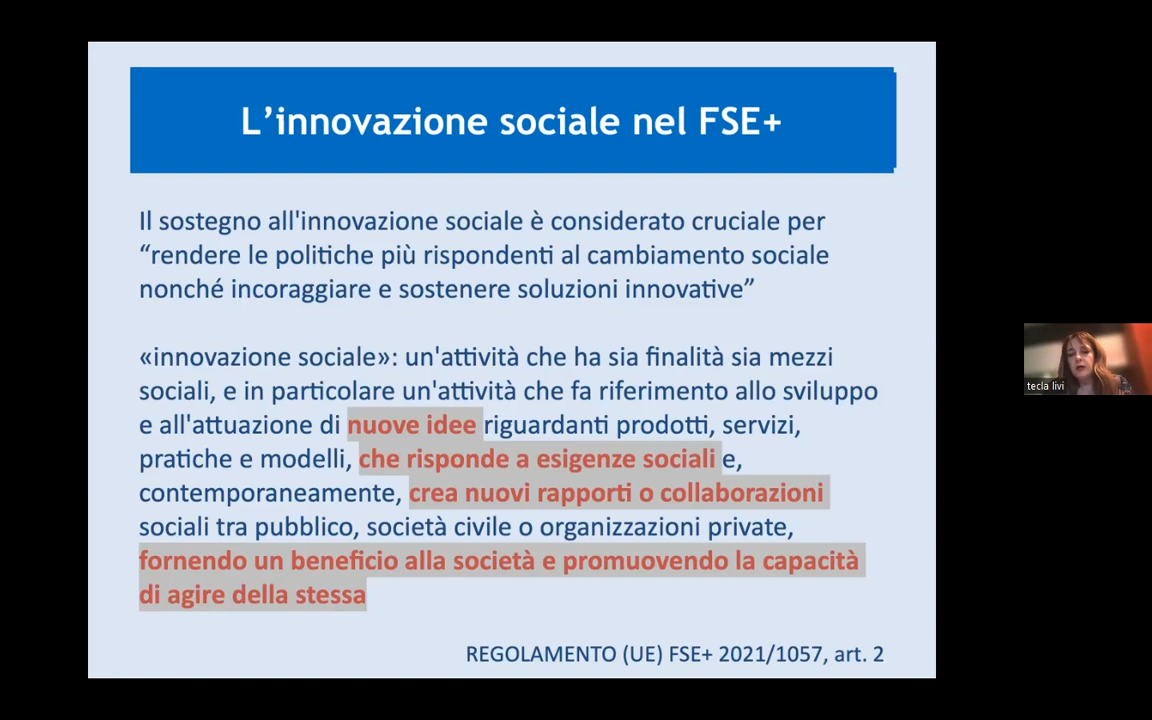 L’innovazione sociale nel FSE+
Il sostegno all'innovazione sociale è considerato cruciale per
“rendere le politiche più rispondenti al cambiamento sociale
nonché incoraggiare e sostenere soluzioni innovative”
«innovazione sociale»: un'attività che ha sia finalità sia mezzi
sociali, e in particolare un'attività che fa riferimento allo sviluppo
e all'attuazione di nuove idee riguardanti prodotti, servizi,
pratiche e modelli, che risponde a esigenze sociali e,
contemporaneamente, crea nuovi rapporti o collaborazioni
sociali tra pubblico, società civile o organizzazioni private,
fornendo un beneficio alla società e promuovendo la capacità
di agire della stessa
REGOLAMENTO (UE) FSE+ 2021/1057, art. 2
tecla livi